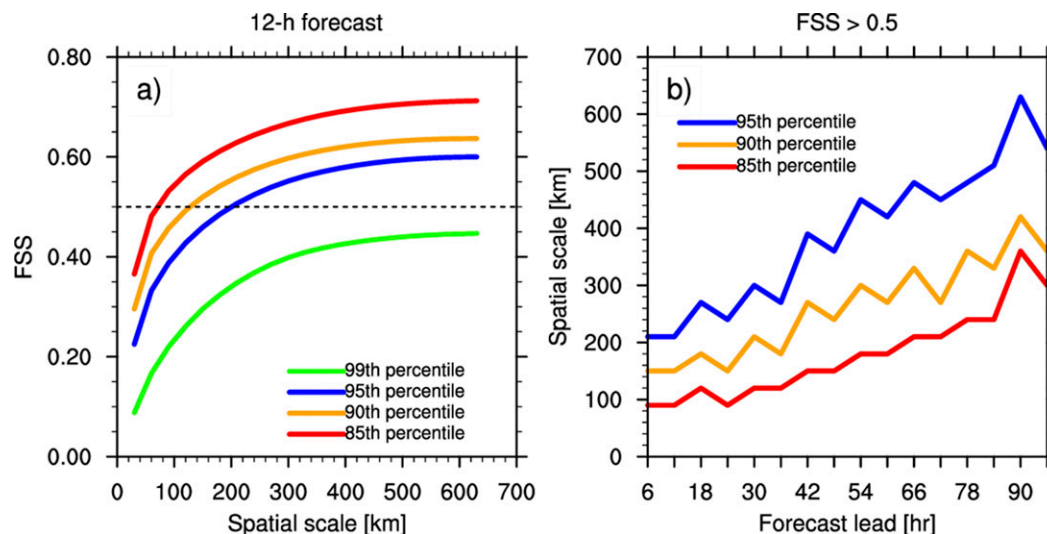 12-h forecast
a)
FSS
0.80
0.60
0.40
0.20
0.00
99th percentile
95th percentile
90th percentile
85th percentile
0 100 200 300 400 500 600 700
Spatial scale [km]
FSS > 0.5
b)
Spatial scale [km]
700
600
500
400
300
200
100
0
95th percentile
90th percentile
85th percentile
6 18 30 42 54 66 78 90
Forecast lead [hr]